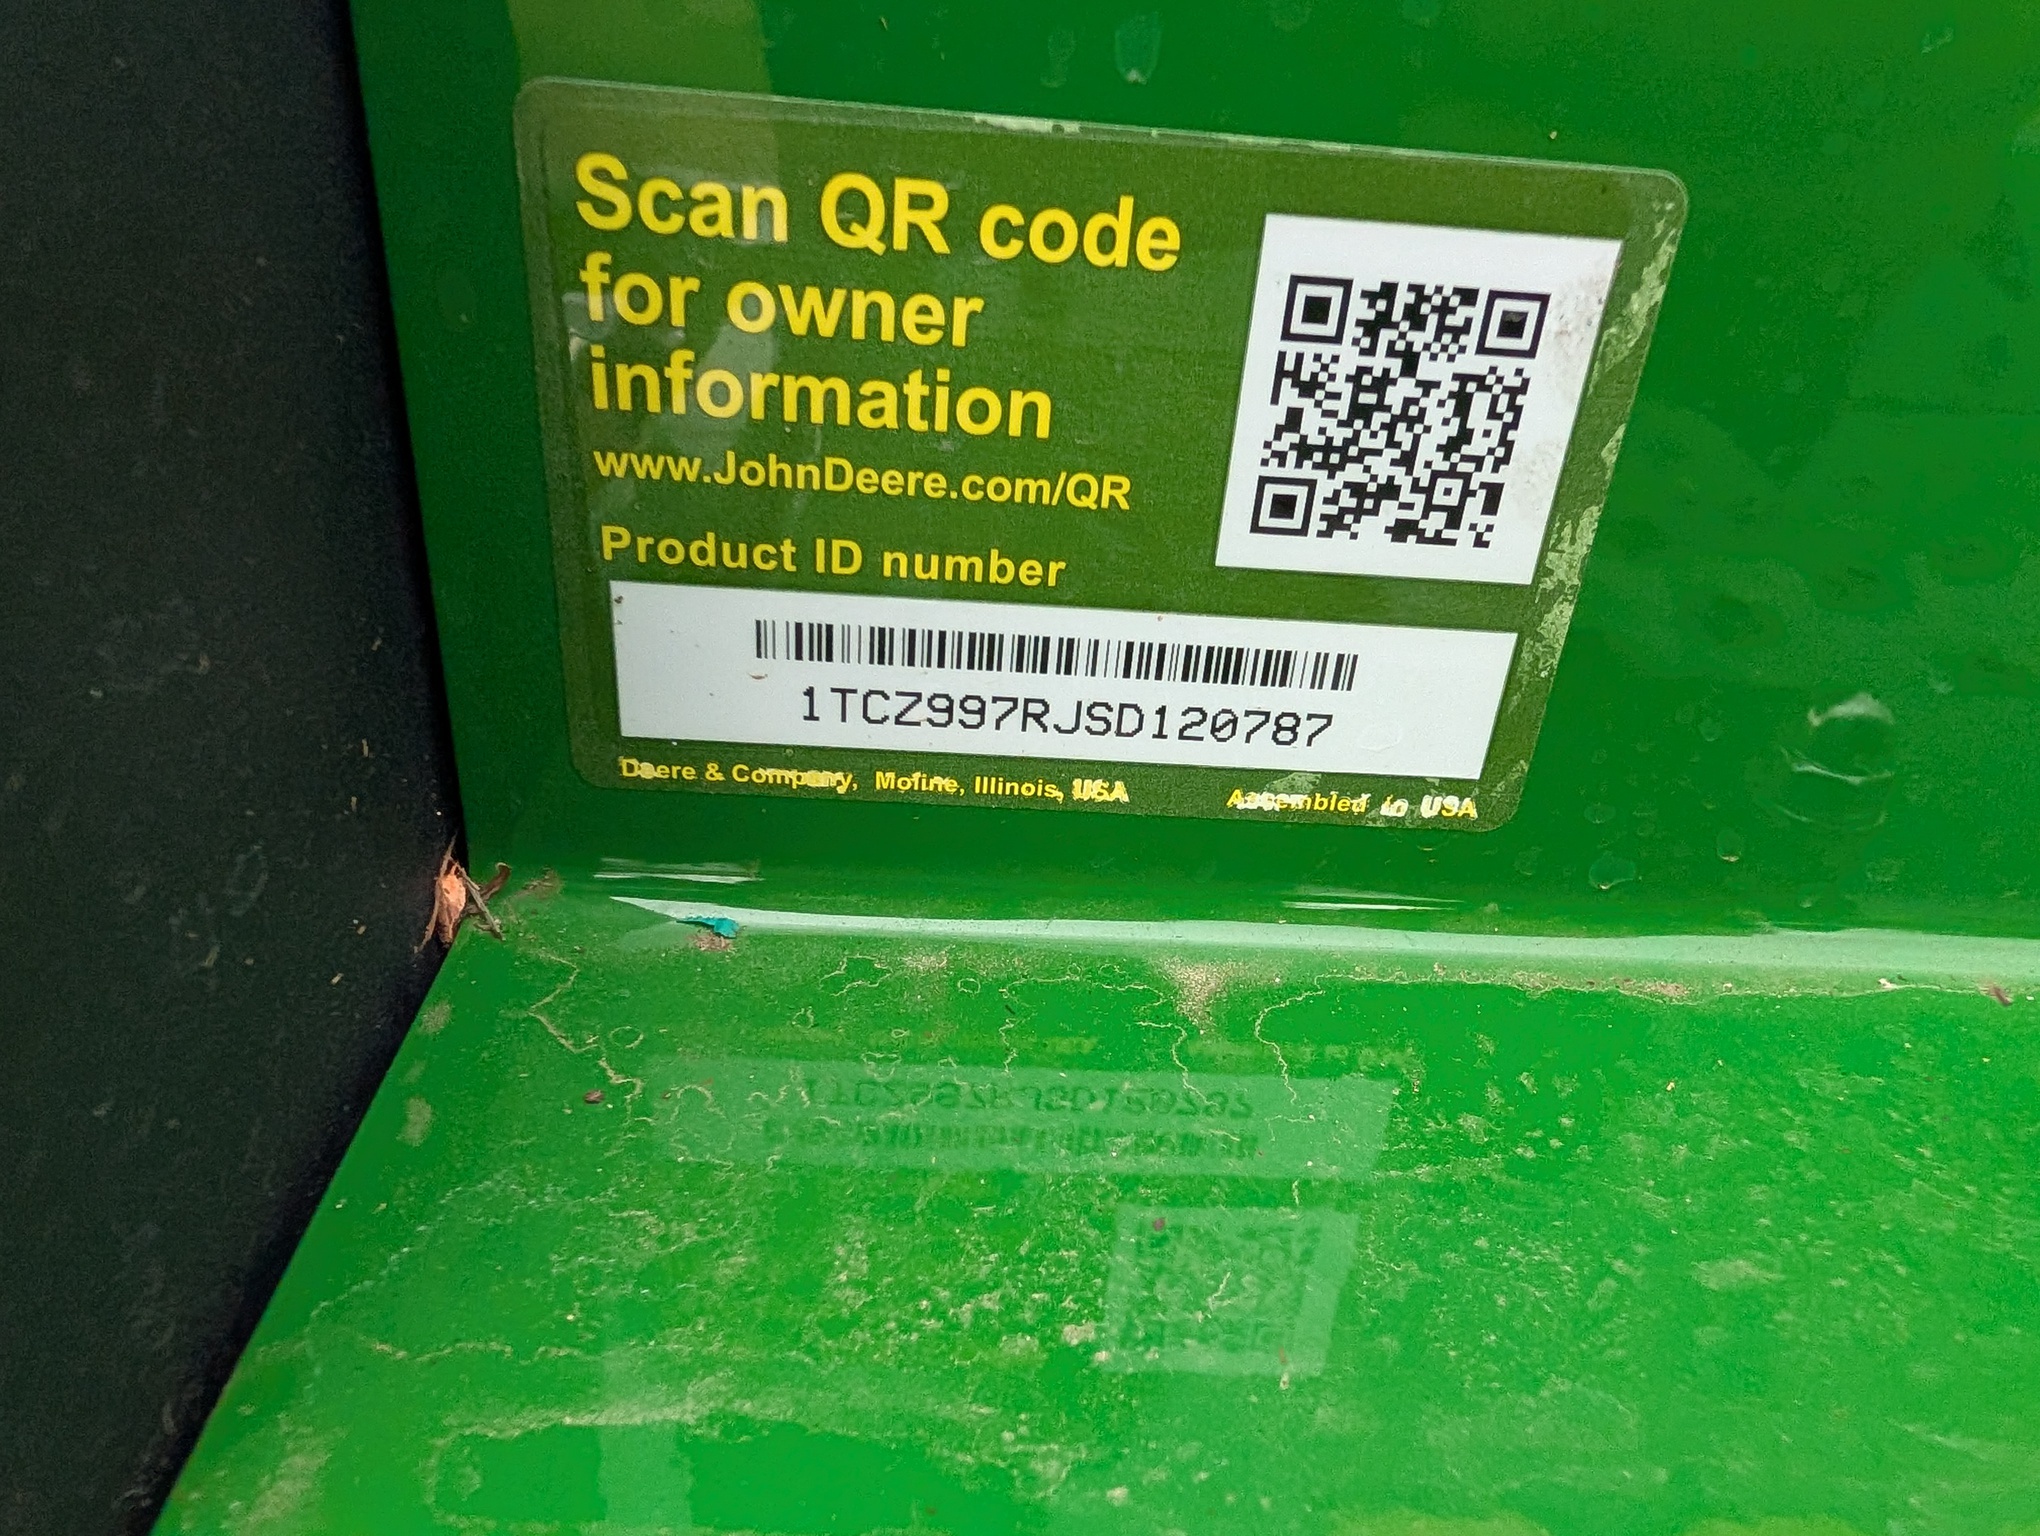 Scan QR code
for owner
information
www.JohnDeere.com/QR
Product ID number
1TCZ997RJSD120787
Deere & Company, Moline, Illinois, USA
Assembled in USA